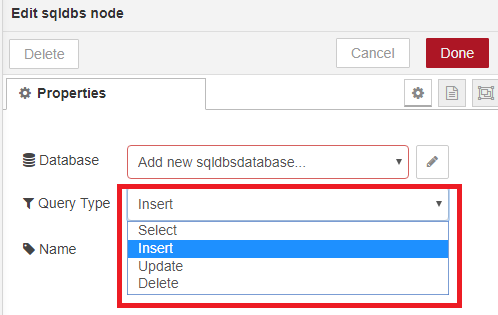 Edit sqldbs node
Delete
Cancel
Done
Properties
Database
Add new sqldbsdatabase...
Query Type
Insert
Select
Insert
Update
Delete
Name